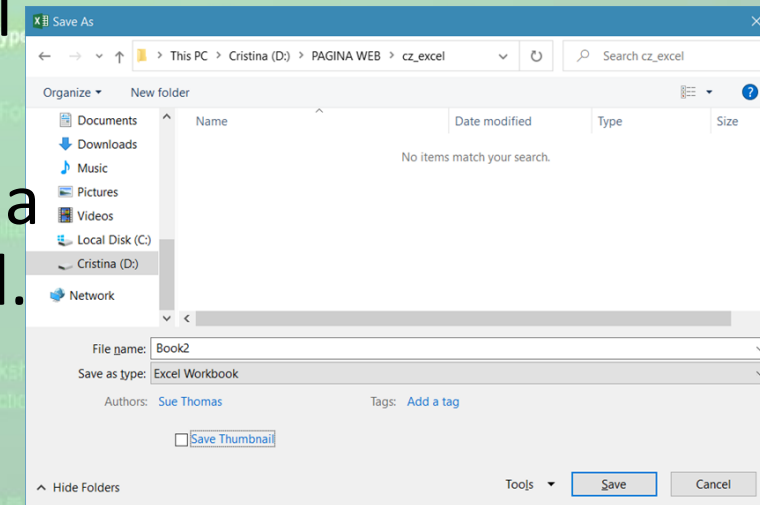 Save As
This PC > Cristina (D:) > PAGINA WEB > cz_excel
Search cz_excel
Organize New folder
Name Date modified Type Size
No items match your search.
Documents
Downloads
Music
Pictures
a
Videos
Local Disk (C:)
Cristina (D:)
Network
File name: Book2
Save as type: Excel Workbook
Authors: Sue Thomas Tags: Add a tag
Save Thumbnail
Hide Folders Tools Save Cancel